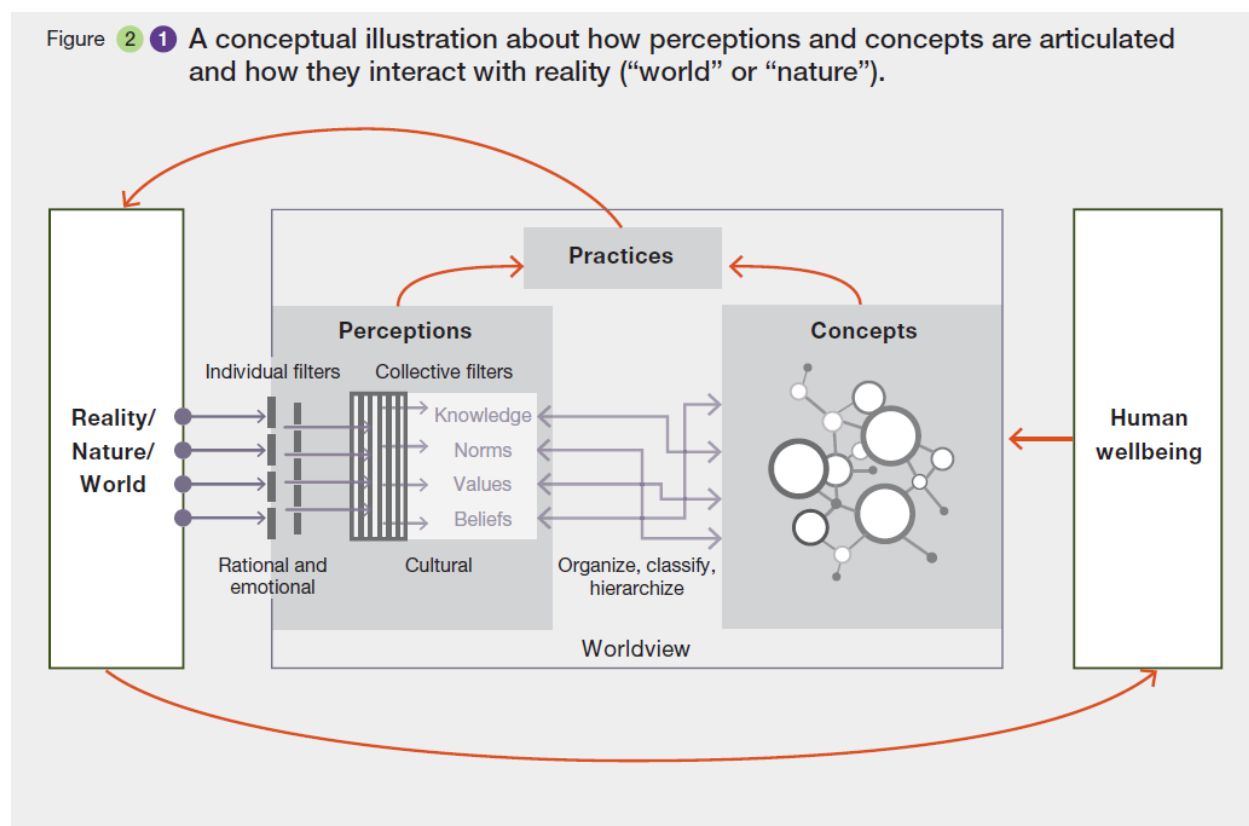 Figure 2 1 A conceptual illustration about how perceptions and concepts are articulated
and how they interact with reality (“world” or “nature”).
Practices
Perceptions
Concepts
Individual filters
Collective filters
Reality/
Nature/
World
Knowledge
Norms
Values
Beliefs
Human
wellbeing
Rational and
emotional
Cultural
Organize, classify,
hierarchize
Worldview